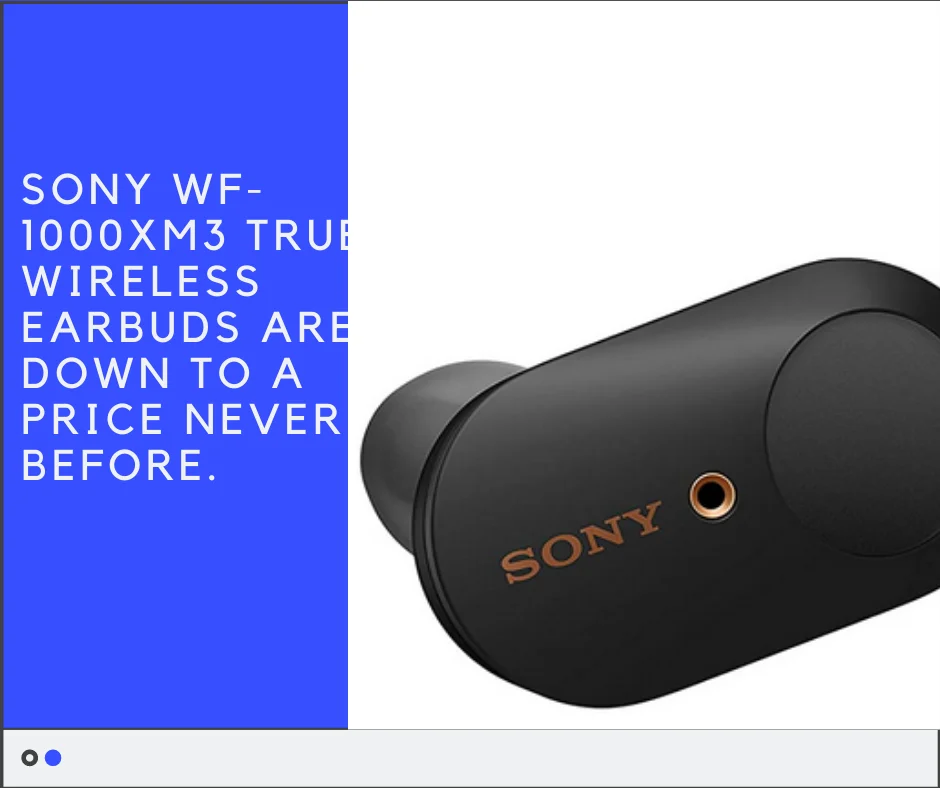 SONY WF-
1000XM3 TRUE
WIRELESS
EARBUDS ARE
DOWN TO A
PRICE NEVER
BEFORE.
SONY